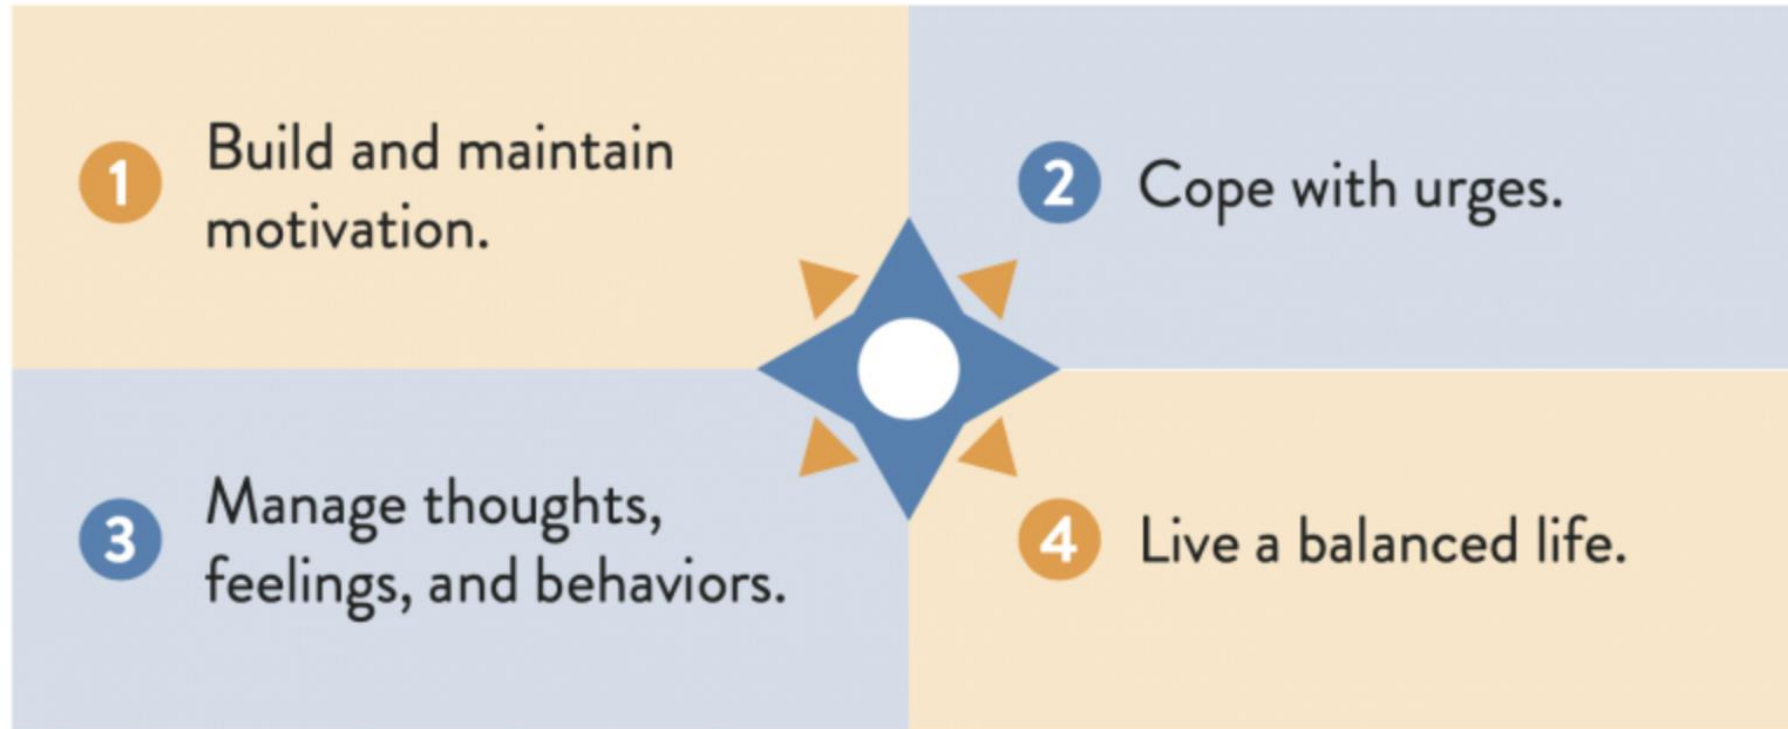 1
Build and maintain
motivation.
2
Cope with urges.
3
Manage thoughts,
feelings, and behaviors.
4
Live a balanced life.